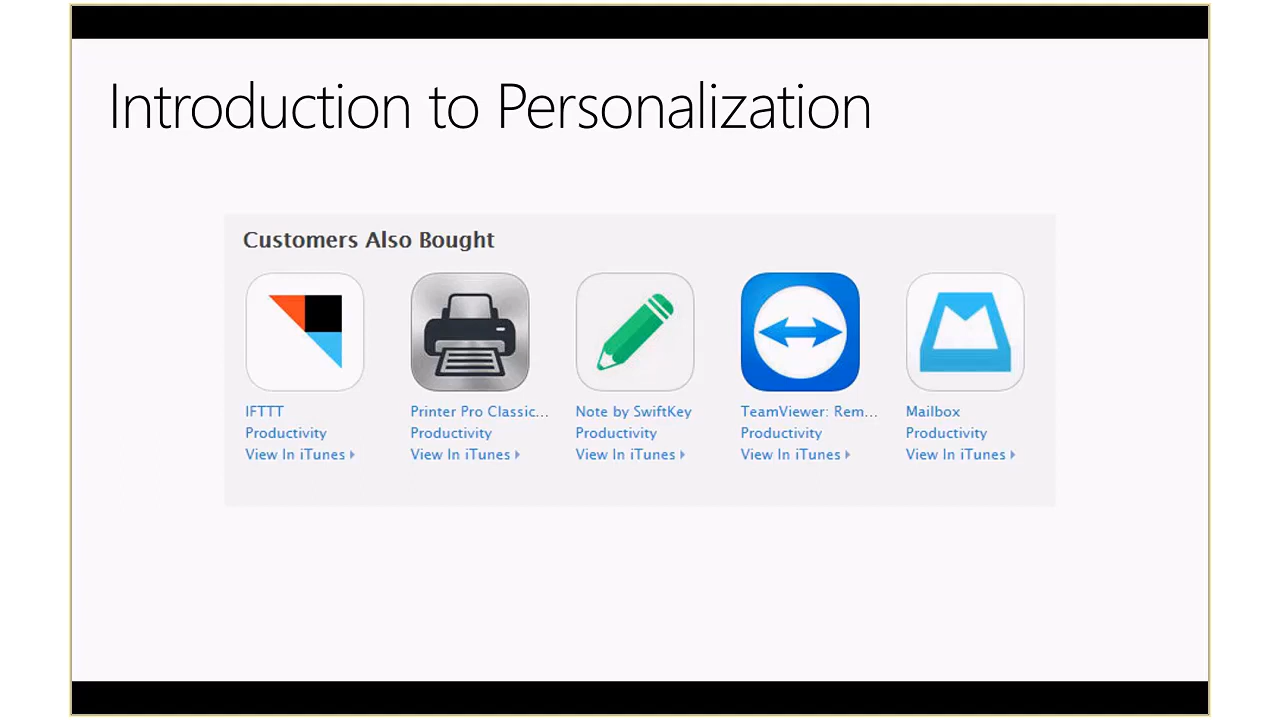 Introduction to Personalization
Customers Also Bought
IFTTT
Productivity
View In iTunes
Printer Pro Classic...
Productivity
View In iTunes
Note by SwiftKey
Productivity
View In iTunes
TeamViewer: Rem...
Productivity
View In iTunes
Mailbox
Productivity
View In iTunes